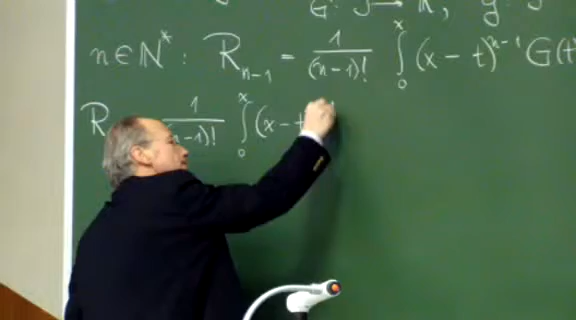 G: J → K, g: J
n ∈ ℕ* : R_{n-1} = 1/(n-1)! ∫_0^x (x - t)^{n-1} G(t
R 1/(n-1)! ∫_0^x (x - t